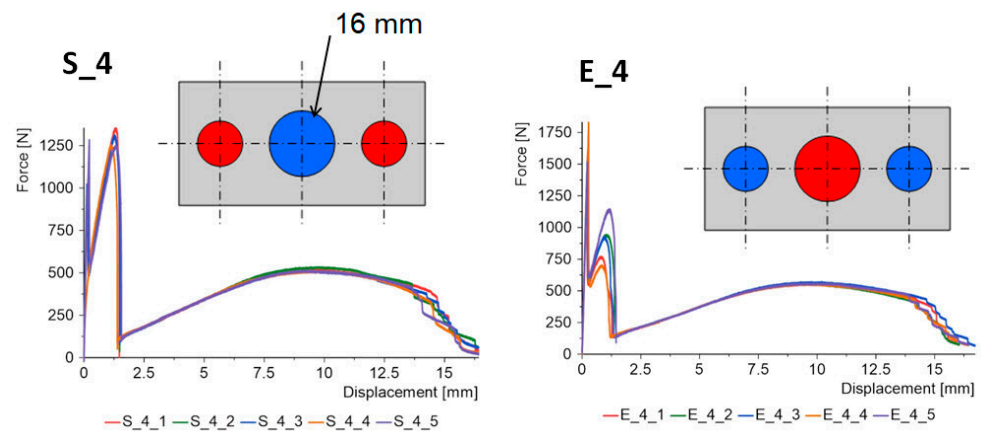 16 mm
S_4
E_4
Force [N]
1250
1000
750
500
250
0
0 2.5 5 7.5 10 12.5 15
Displacement [mm]
S_4_1 S_4_2 S_4_3 S_4_4 S_4_5
Force [N]
1750
1500
1250
1000
750
500
250
0
0 2.5 5 7.5 10 12.5 15
Displacement [mm]
E_4_1 E_4_2 E_4_3 E_4_4 E_4_5